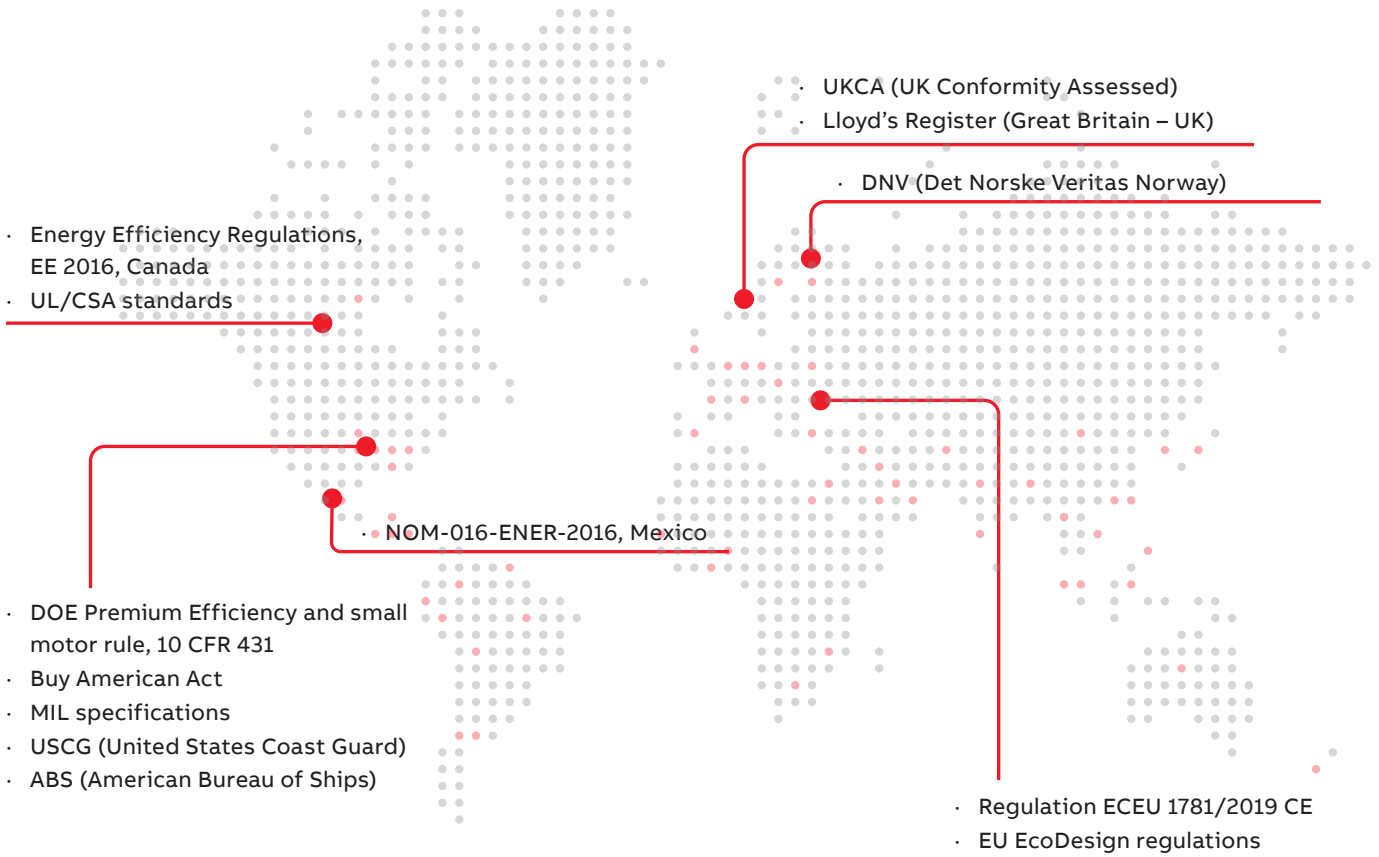 · UKCA (UK Conformity Assessed)
· Lloyd’s Register (Great Britain – UK)
· DNV (Det Norske Veritas Norway)
· Energy Efficiency Regulations,
EE 2016, Canada
· UL/CSA standards
· NOM-016-ENER-2016, Mexico
· DOE Premium Efficiency and small
motor rule, 10 CFR 431
· Buy American Act
· MIL specifications
· USCG (United States Coast Guard)
· ABS (American Bureau of Ships)
· Regulation ECEU 1781/2019 CE
· EU EcoDesign regulations